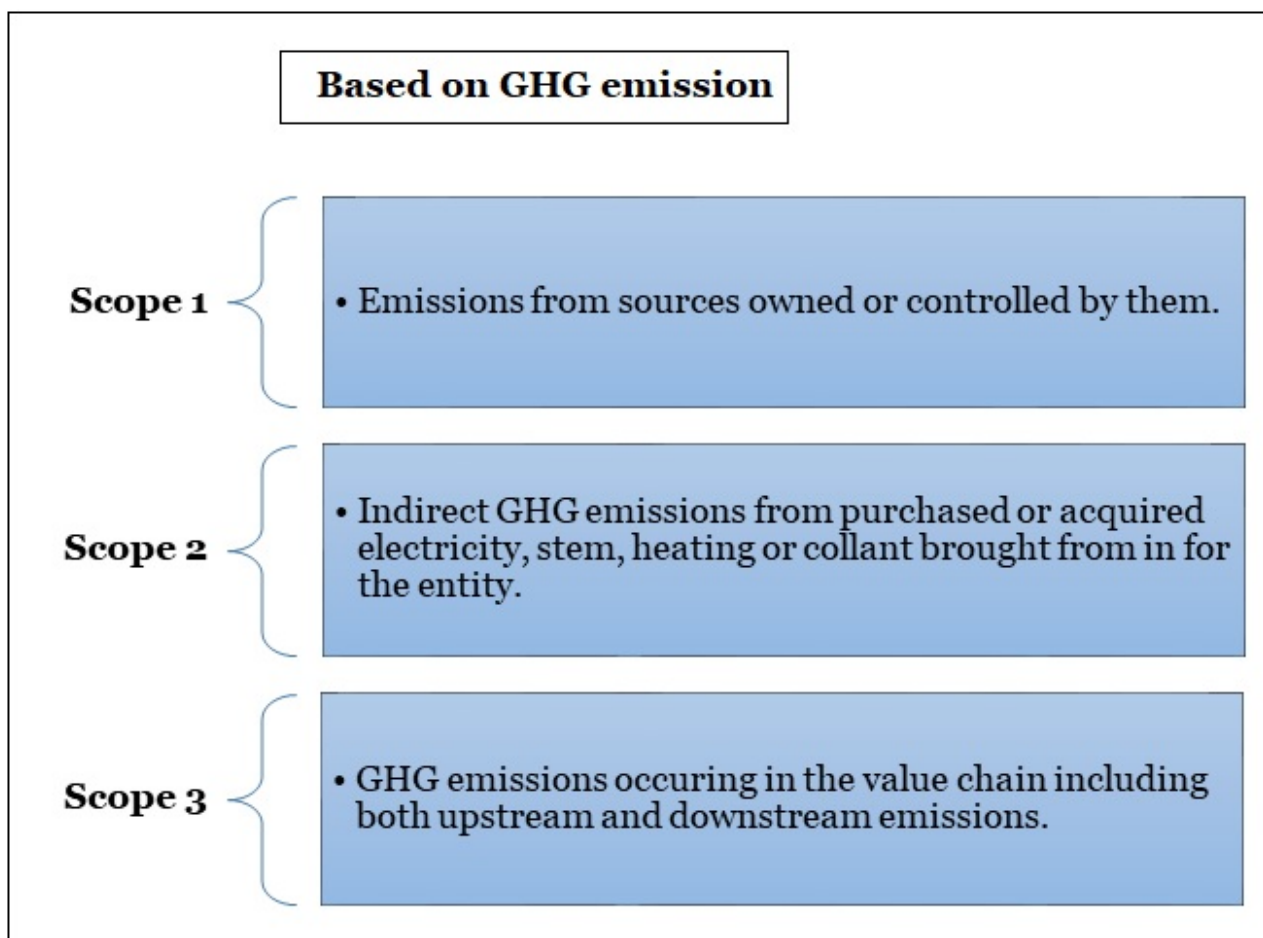 Based on GHG emission
Scope 1
• Emissions from sources owned or controlled by them.
Scope 2
• Indirect GHG emissions from purchased or acquired
electricity, stem, heating or collant brought from in for
the entity.
Scope 3
• GHG emissions occuring in the value chain including
both upstream and downstream emissions.